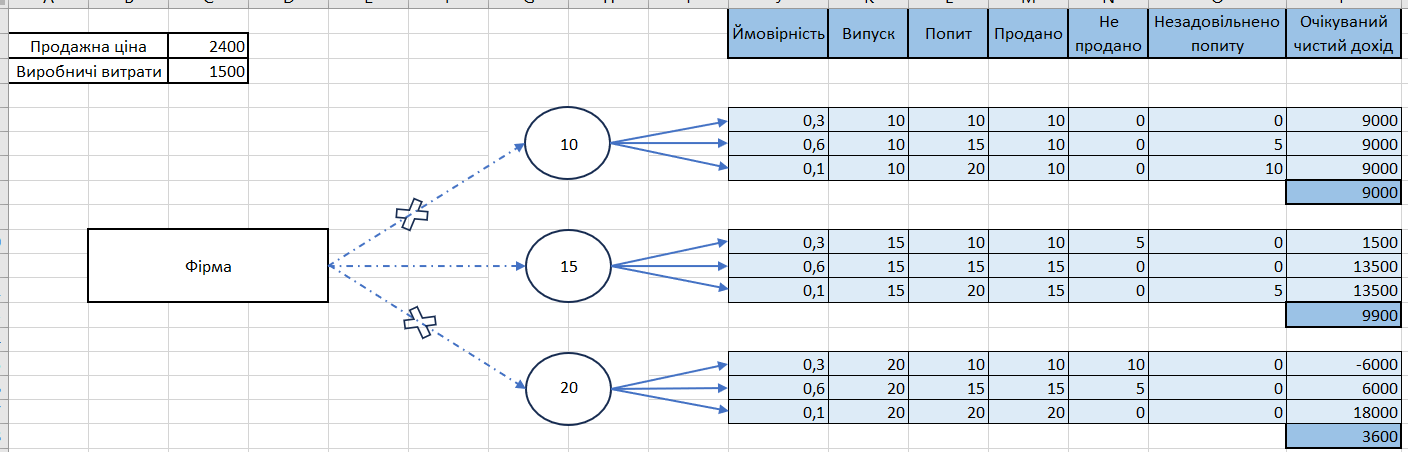 Ймовірність Випуск Попит Продано Не продано Незадовільнено попиту Очікуваний чистий дохід
Продажна ціна 2400
Виробничі витрати 1500
10
0,3 10 10 10 0 0 9000
0,6 10 15 10 0 5 9000
0,1 10 20 10 0 10 9000
9000
Фірма
15
0,3 15 10 10 5 0 1500
0,6 15 15 15 0 0 13500
0,1 15 20 15 0 5 13500
9900
20
0,3 20 10 10 10 0 -6000
0,6 20 15 15 5 0 6000
0,1 20 20 20 0 0 18000
3600